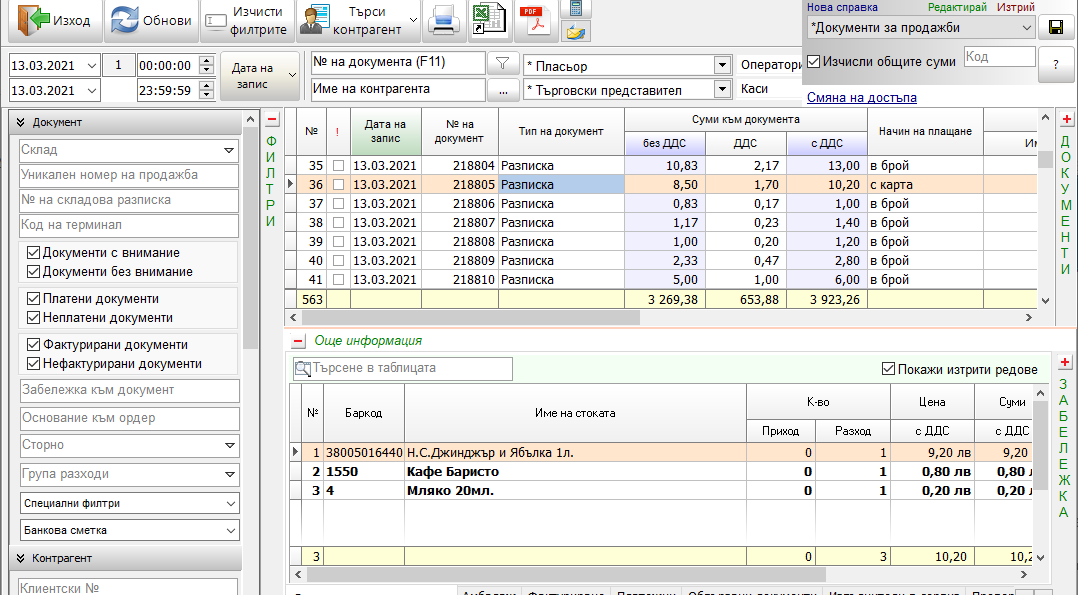 Изход
Обнови
Изчисти филтрите
Търси контрагент
PDF
Нова справка Редактирай Изтрий
*Документи за продажби
Изчисли общите суми
Код
?
Смяна на достъпа
13.03.2021 1 00:00:00
13.03.2021 23:59:59
Дата на запис
№ на документа (F11)
Име на контрагента ...
* Пласьор
* Търговски представител
Оператори
Каси
Документ
Склад
Уникален номер на продажба
№ на складова разписка
Код на терминал
Документи с внимание
Документи без внимание
Платени документи
Неплатени документи
Фактурирани документи
Нефактурирани документи
Забележка към документ
Основание към ордер
Сторно
Група разходи
Специални филтри
Банкова сметка
Контрагент
Клиентски №
ФИЛТРИ
№ ! Дата на запис № на документ Тип на документ Суми към документа Начин на плащане
без ДДС ДДС с ДДС
35 13.03.2021 218804 Разписка 10,83 2,17 13,00 в брой
36 13.03.2021 218805 Разписка 8,50 1,70 10,20 с карта
37 13.03.2021 218806 Разписка 0,83 0,17 1,00 в брой
38 13.03.2021 218807 Разписка 1,17 0,23 1,40 в брой
39 13.03.2021 218808 Разписка 1,00 0,20 1,20 в брой
40 13.03.2021 218809 Разписка 2,33 0,47 2,80 в брой
41 13.03.2021 218810 Разписка 5,00 1,00 6,00 в брой
563 3 269,38 653,88 3 923,26
ДОКУМЕНТИ
Още информация
Търсене в таблицата
Покажи изтрити редове
№ Баркод Име на стоката К-во Цена Суми
Приход Разход с ДДС с ДДС
1 38005016440 Н.С.Джинджър и Ябълка 1л. 0 1 9,20 лв 9,20
2 1550 Кафе Баристо 0 1 0,80 лв 0,80
3 4 Мляко 20мл. 0 1 0,20 лв 0,20
3 0 3 10,20 10,2
ЗАБЕЛЕЖКА